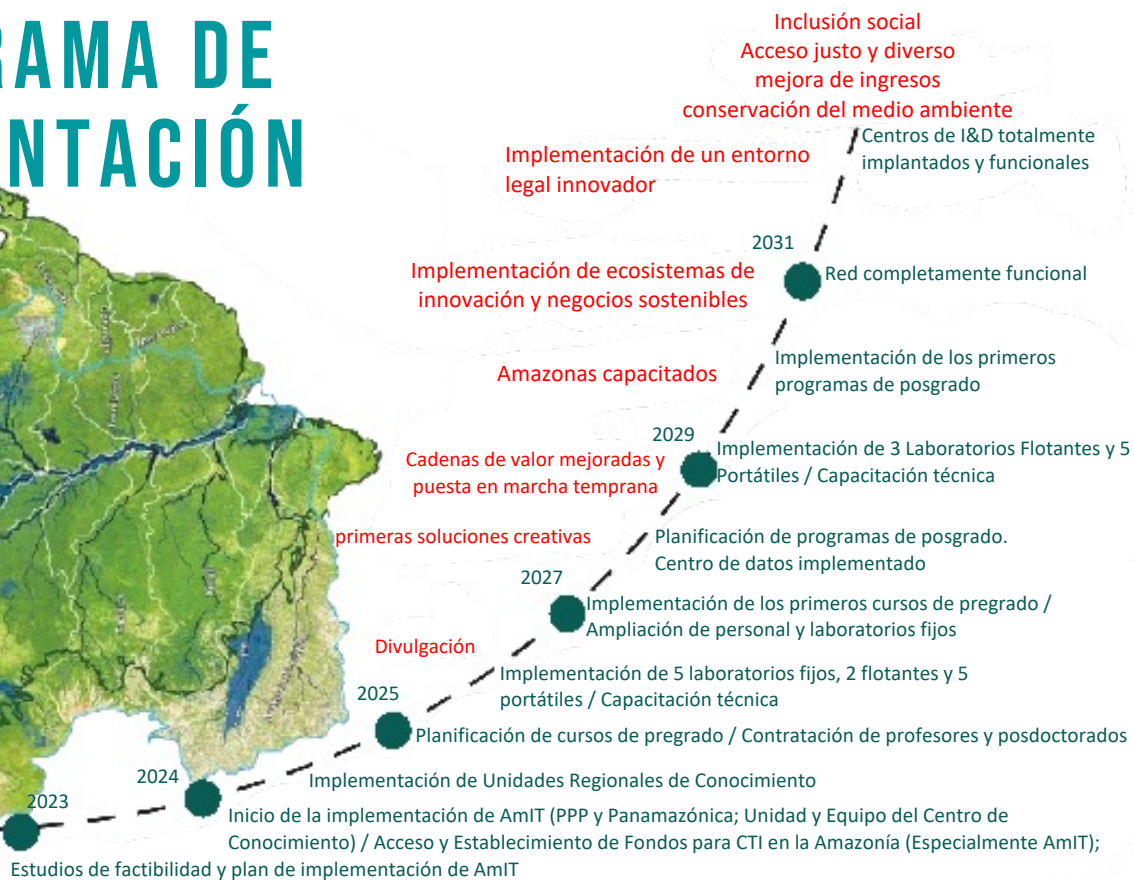 RAMA DE
NTACIÓN
Inclusión social
Acceso justo y diverso
mejora de ingresos
conservación del medio ambiente
Centros de I&D totalmente
implantados y funcionales
Implementación de un entorno
legal innovador
2031
Red completamente funcional
Implementación de ecosistemas de
innovación y negocios sostenibles
Implementación de los primeros
programas de posgrado
Amazonas capacitados
2029
Implementación de 3 Laboratorios Flotantes y 5
Portátiles / Capacitación técnica
Cadenas de valor mejoradas y
puesta en marcha temprana
primeras soluciones creativas
Planificación de programas de posgrado.
Centro de datos implementado
2027
Implementación de los primeros cursos de pregrado /
Ampliación de personal y laboratorios fijos
Divulgación
Implementación de 5 laboratorios fijos, 2 flotantes y 5
portátiles / Capacitación técnica
2025
Planificación de cursos de pregrado / Contratación de profesores y posdoctorados
Implementación de Unidades Regionales de Conocimiento
2024
Inicio de la implementación de AmIT (PPP y Panamazónica; Unidad y Equipo del Centro de
Conocimiento) / Acceso y Establecimiento de Fondos para CTI en la Amazonía (Especialmente AmIT);
2023
Estudios de factibilidad y plan de implementación de AmIT